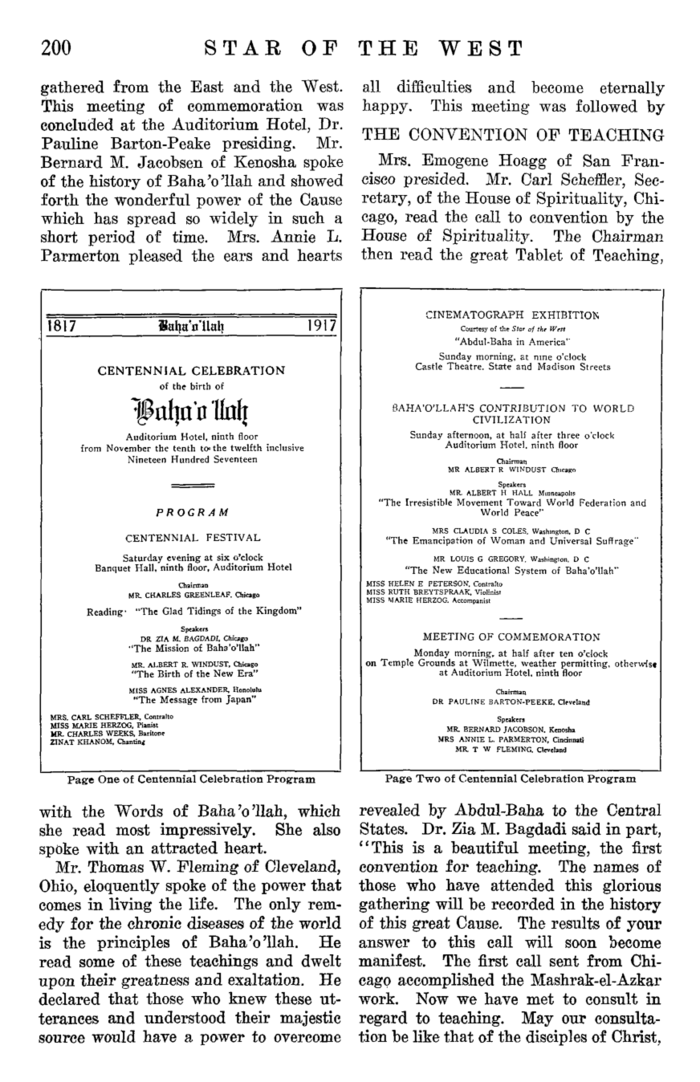 200 STAR OF THE WEST
gathered from the East and the West.
This meeting of commemoration was
concluded at the Auditorium Hotel, Dr.
Pauline Barton-Peake presiding. Mr.
Bernard M. Jacobsen of Kenosha spoke
of the history of Baha'o'llah and showed
forth the wonderful power of the Cause
which has spread so widely in such a
short period of time. Mrs. Annie L.
Parmerton pleased the ears and hearts
1817 Baha'o'llah 1917
CENTENNIAL CELEBRATION
of the birth of
Baha'o'llah
Auditorium Hotel, ninth floor
from November the tenth to the twelfth inclusive
Nineteen Hundred Seventeen
PROGRAM
CENTENNIAL FESTIVAL
Saturday evening at six o'clock
Banquet Hall, ninth floor, Auditorium Hotel
Chairman
MR. CHARLES GREENLEAF, Chicago
Reading· "The Glad Tidings of the Kingdom"
Speakers
DR. ZIA M. BAGDADI, Chicago
"The Mission of Baha'o'llah"
MR. ALBERT R. WINDUST, Chicago
"The Birth of the New Era"
MISS AGNES ALEXANDER, Honolulu
"The Message from Japan"
MRS. CARL SCHEFFLER, Contralto
MISS MARIE HERZOG, Pianist
MR. CHARLES WEEKS, Baritone
ZINAT KHANOM, Chanting
Page One of Centennial Celebration Program
with the Words of Baha'o'llah, which
she read most impressively. She also
spoke with an attracted heart.
Mr. Thomas W. Fleming of Cleveland,
Ohio, eloquently spoke of the power that
comes in living the life. The only rem-
edy for the chronic diseases of the world
is the principles of Baha'o'llah. He
read some of these teachings and dwelt
upon their greatness and exaltation. He
declared that those who knew these ut-
terances and understood their majestic
source would have a power to overcome
all difficulties and become eternally
happy. This meeting was followed by
THE CONVENTION OF TEACHING
Mrs. Emogene Hoagg of San Fran-
cisco presided. Mr. Carl Scheffler, Sec-
retary, of the House of Spirituality, Chi-
cago, read the call to convention by the
House of Spirituality. The Chairman
then read the great Tablet of Teaching,
CINEMATOGRAPH EXHIBITION
Courtesy of the Star of the West
"Abdul-Baha in America"
Sunday morning, at nine o'clock
Castle Theatre, State and Madison Streets
BAHA'O'LLAH'S CONTRIBUTION TO WORLD
CIVILIZATION
Sunday afternoon, at half after three o'clock
Auditorium Hotel, ninth floor
Chairman
MR ALBERT R WINDUST Chicago
Speakers
MR. ALBERT H HALL Minneapolis
"The Irresistible Movement Toward World Federation and
World Peace"
MRS CLAUDIA S COLES, Washington, D C
"The Emancipation of Woman and Universal Suffrage"
MR LOUIS G GREGORY, Washington, D C
"The New Educational System of Baha'o'llah"
MISS HELEN E PETERSON, Contralto
MISS RUTH BREYTSPRAAK, Violinist
MISS MARIE HERZOG, Accompanist
MEETING OF COMMEMORATION
Monday morning, at half after ten o'clock
on Temple Grounds at Wilmette, weather permitting, otherwise
at Auditorium Hotel, ninth floor
Chairman
DR PAULINE BARTON-PEEKE, Cleveland
Speakers
MR. BERNARD JACOBSON, Kenosha
MRS ANNIE L. PARMERTON, Cincinnati
MR. T W FLEMING, Cleveland
Page Two of Centennial Celebration Program
revealed by Abdul-Baha to the Central
States. Dr. Zia M. Bagdadi said in part,
"This is a beautiful meeting, the first
convention for teaching. The names of
those who have attended this glorious
gathering will be recorded in the history
of this great Cause. The results of your
answer to this call will soon become
manifest. The first call sent from Chi-
cago accomplished the Mashrak-el-Azkar
work. Now we have met to consult in
regard to teaching. May our consulta-
tion be like that of the disciples of Christ,